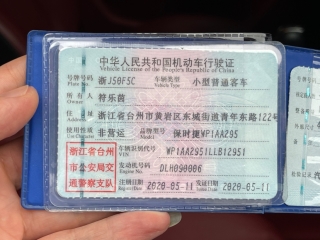 中华人民共和国机动车行驶证
Vehicle License of the People's Republic of China
号牌号码 浙J50F5C 车辆类型 小型普通客车
Plate No. Vehicle Type
所有人 符乐茵
Owner
住址 浙江省台州市黄岩区东城街道青年东路122号
Address
使用性质 非营运 品牌型号 保时捷WP1AA295
Use Character Model
浙江省台州
市公安局交
通警察支队
车辆识别代号 WP1AA2951LLB12951
VIN
发动机号码 DLH090006
Engine No.
注册日期 2020-05-11 发证日期 2020-05-11
Register Date Issue Date